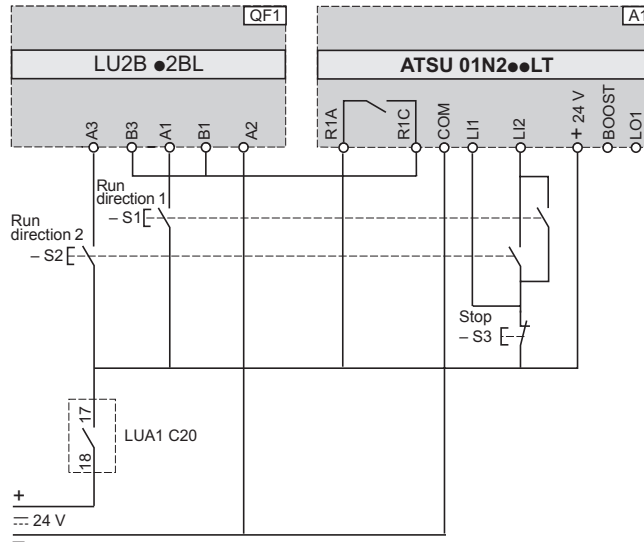 QF1
A1
LU2B ●2BL
ATSU 01N2●●LT
A3
B3
A1
B1
A2
R1A
R1C
COM
LI1
LI2
+ 24 V
BOOST
LO1
Run
direction 1
– S1
Run
direction 2
– S2
Stop
– S3
17
18
LUA1 C20
+
24 V
–